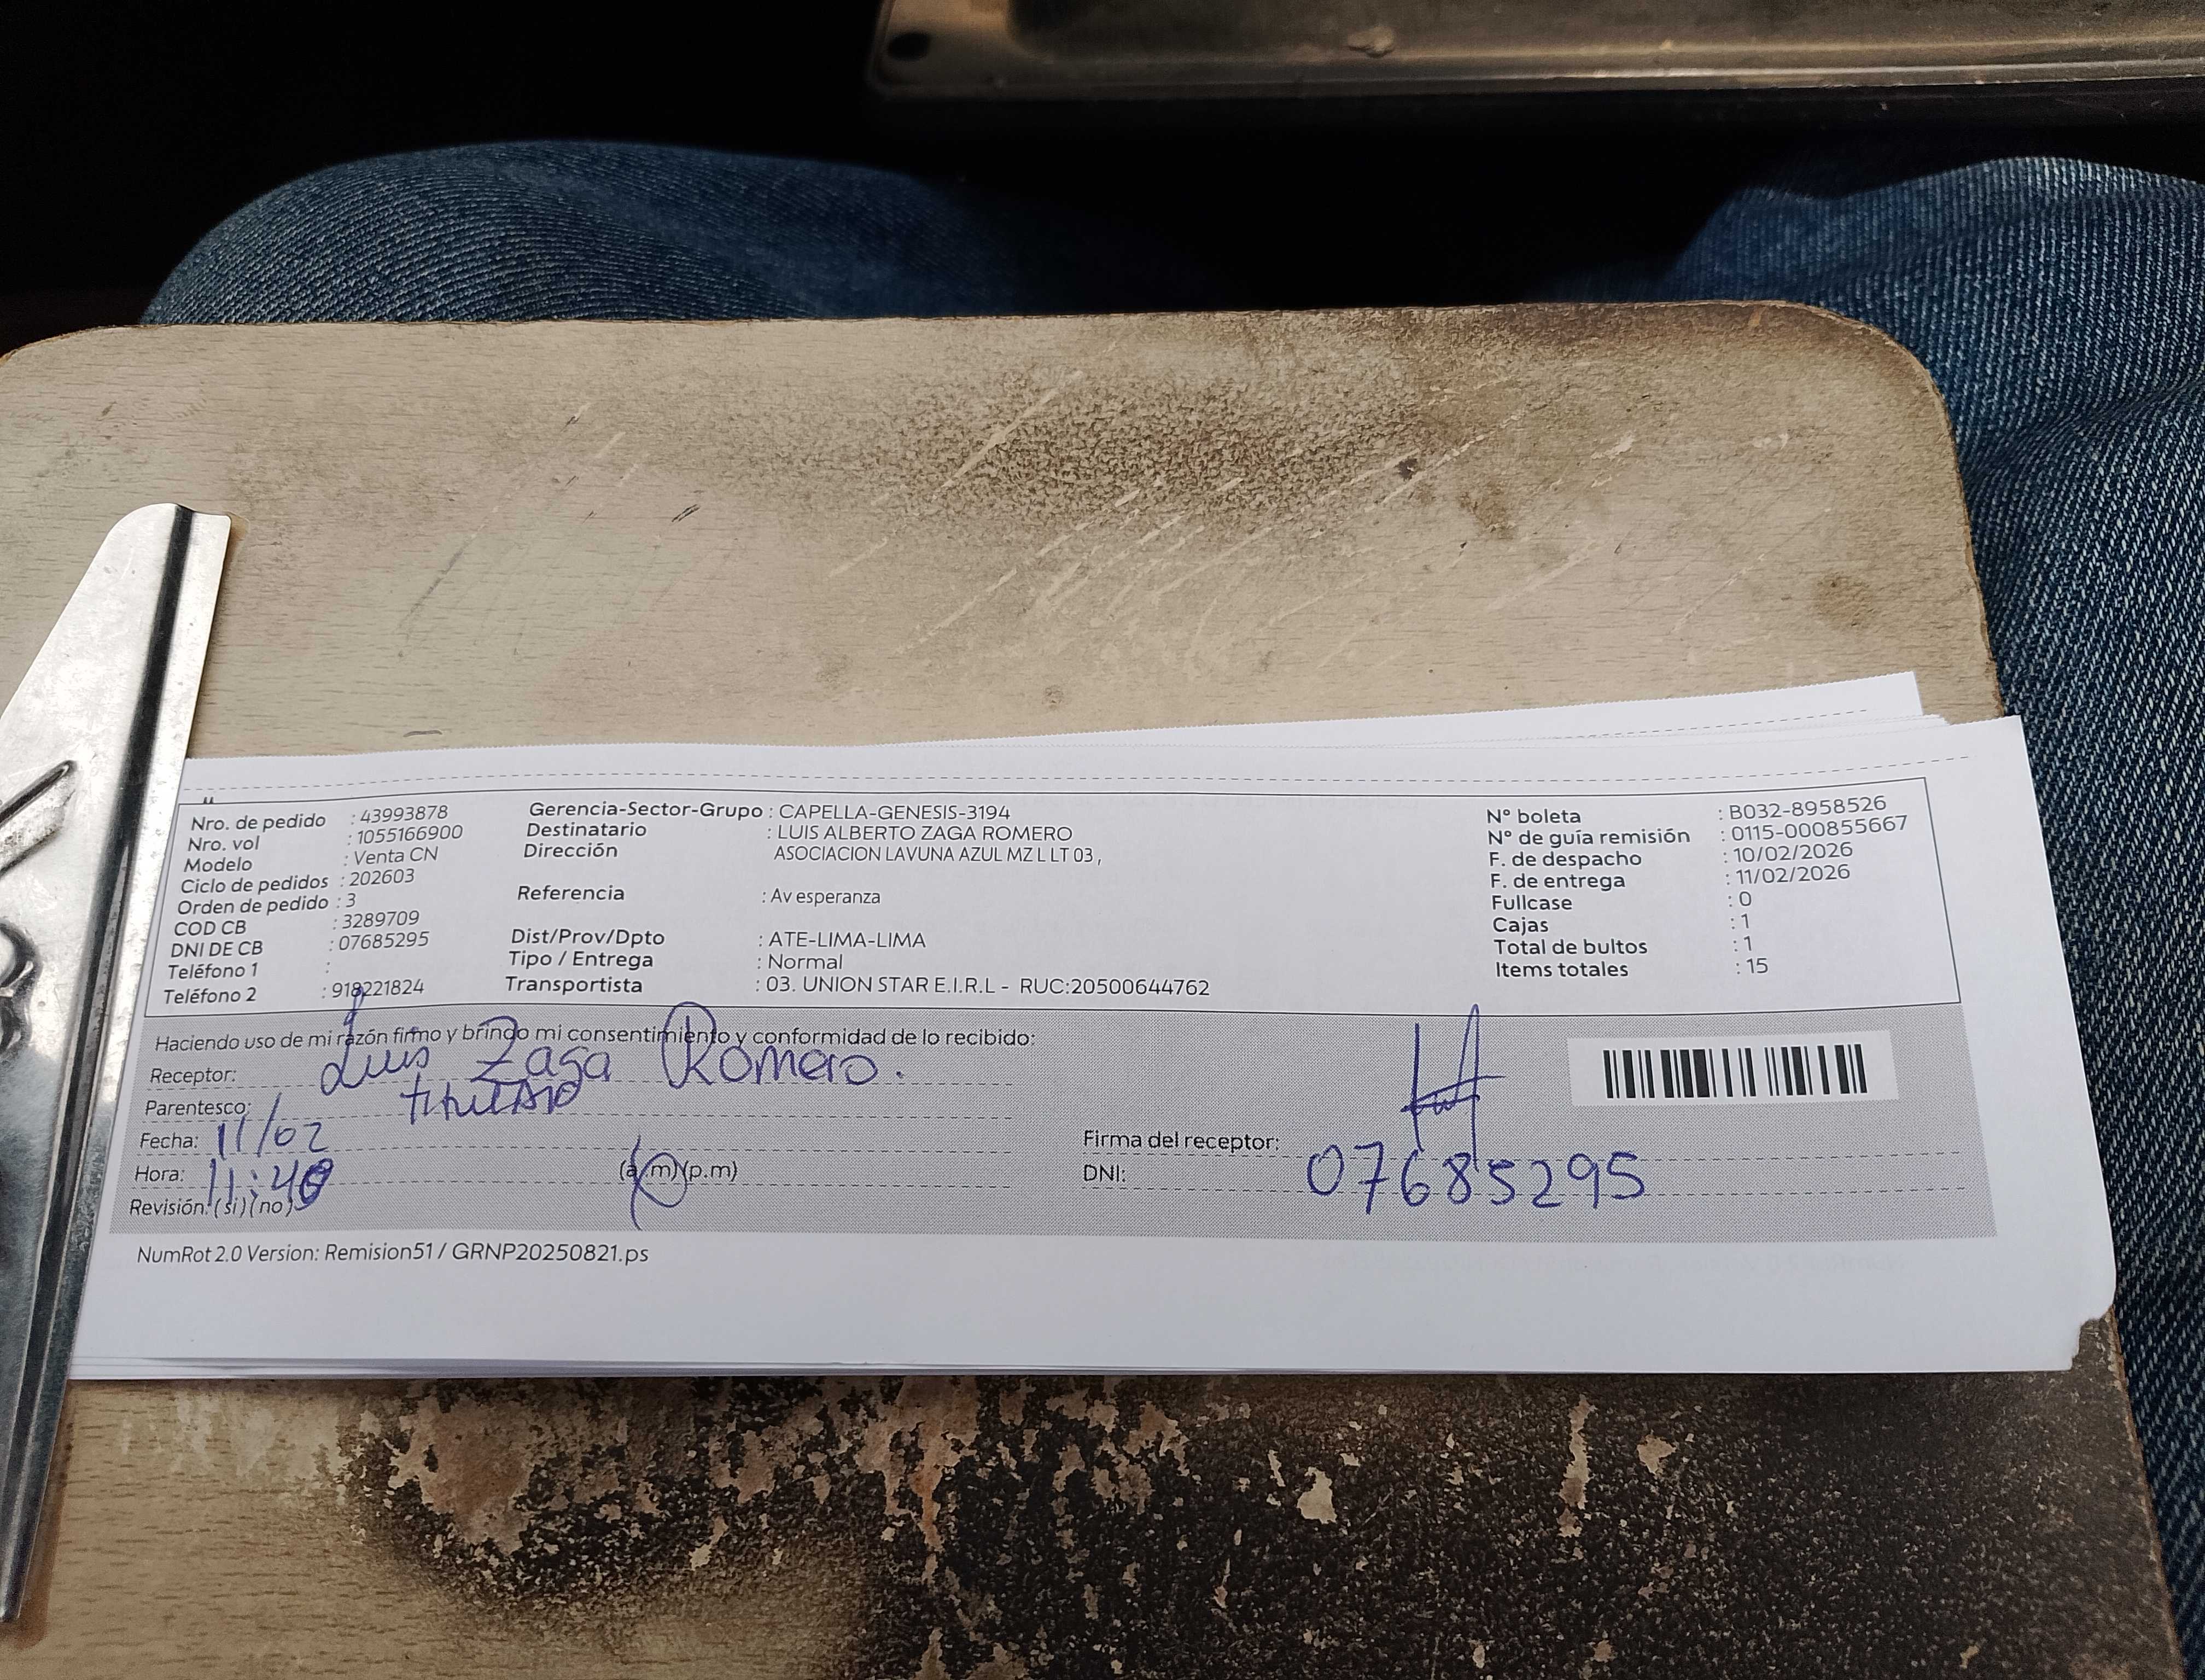 Nro. de pedido : 43993878
Nro. vol : 1055166900
Modelo : Venta CN
Ciclo de pedidos : 202603
Orden de pedido : 3
COD CB : 3289709
DNI DE CB : 07685295
Teléfono 1 :
Teléfono 2 : 918221824
Gerencia-Sector-Grupo : CAPELLA-GENESIS-3194
Destinatario : LUIS ALBERTO ZAGA ROMERO
Dirección ASOCIACION LAVUNA AZUL MZ L LT 03 ,
Referencia : Av esperanza
Dist/Prov/Dpto : ATE-LIMA-LIMA
Tipo / Entrega : Normal
Transportista : 03. UNION STAR E.I.R.L - RUC:20500644762
N° boleta : B032-8958526
N° de guía remisión : 0115-000855667
F. de despacho : 10/02/2026
F. de entrega : 11/02/2026
Fullcase : 0
Cajas : 1
Total de bultos : 1
Items totales : 15
Haciendo uso de mi razón firmo y brindo mi consentimiento y conformidad de lo recibido:
Receptor: Luis Zaga Romero.
Parentesco: titular
Fecha: 11/02
Hora: 11:40 (a.m)(p.m)
Revisión: (si)(no)
Firma del receptor:
DNI: 07685295
NumRot 2.0 Version: Remision51 / GRNP20250821.ps